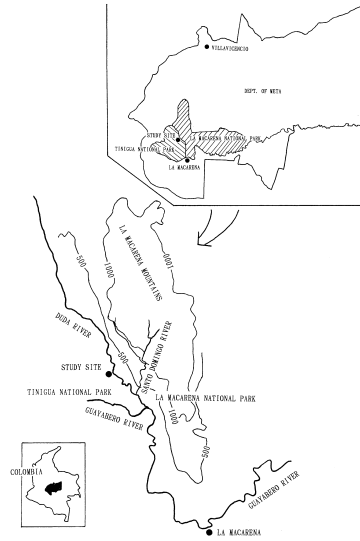 VILLAVICENCIO
DEPT. OF META
STUDY SITE
LA MACARENA NATIONAL PARK
TINIGUA NATIONAL PARK
LA MACARENA
500
1000
LA MACARENA MOUNTAINS
1000
DUDA RIVER
500
SANTO DOMINGO RIVER
STUDY SITE
TINIGUA NATIONAL PARK
LA MACARENA NATIONAL PARK
GUAYABERO RIVER
1000
500
COLOMBIA
GUAYABERO RIVER
LA MACARENA